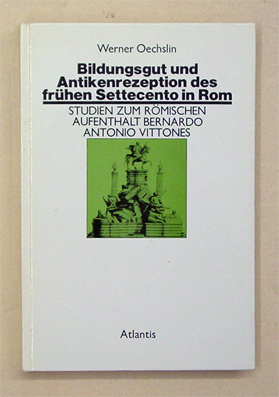 Werner Oechslin
Bildungsgut und
Antikenrezeption des
frühen Settecento in Rom
STUDIEN ZUM RÖMISCHEN
AUFENTHALT BERNARDO
ANTONIO VITTONES
Atlantis